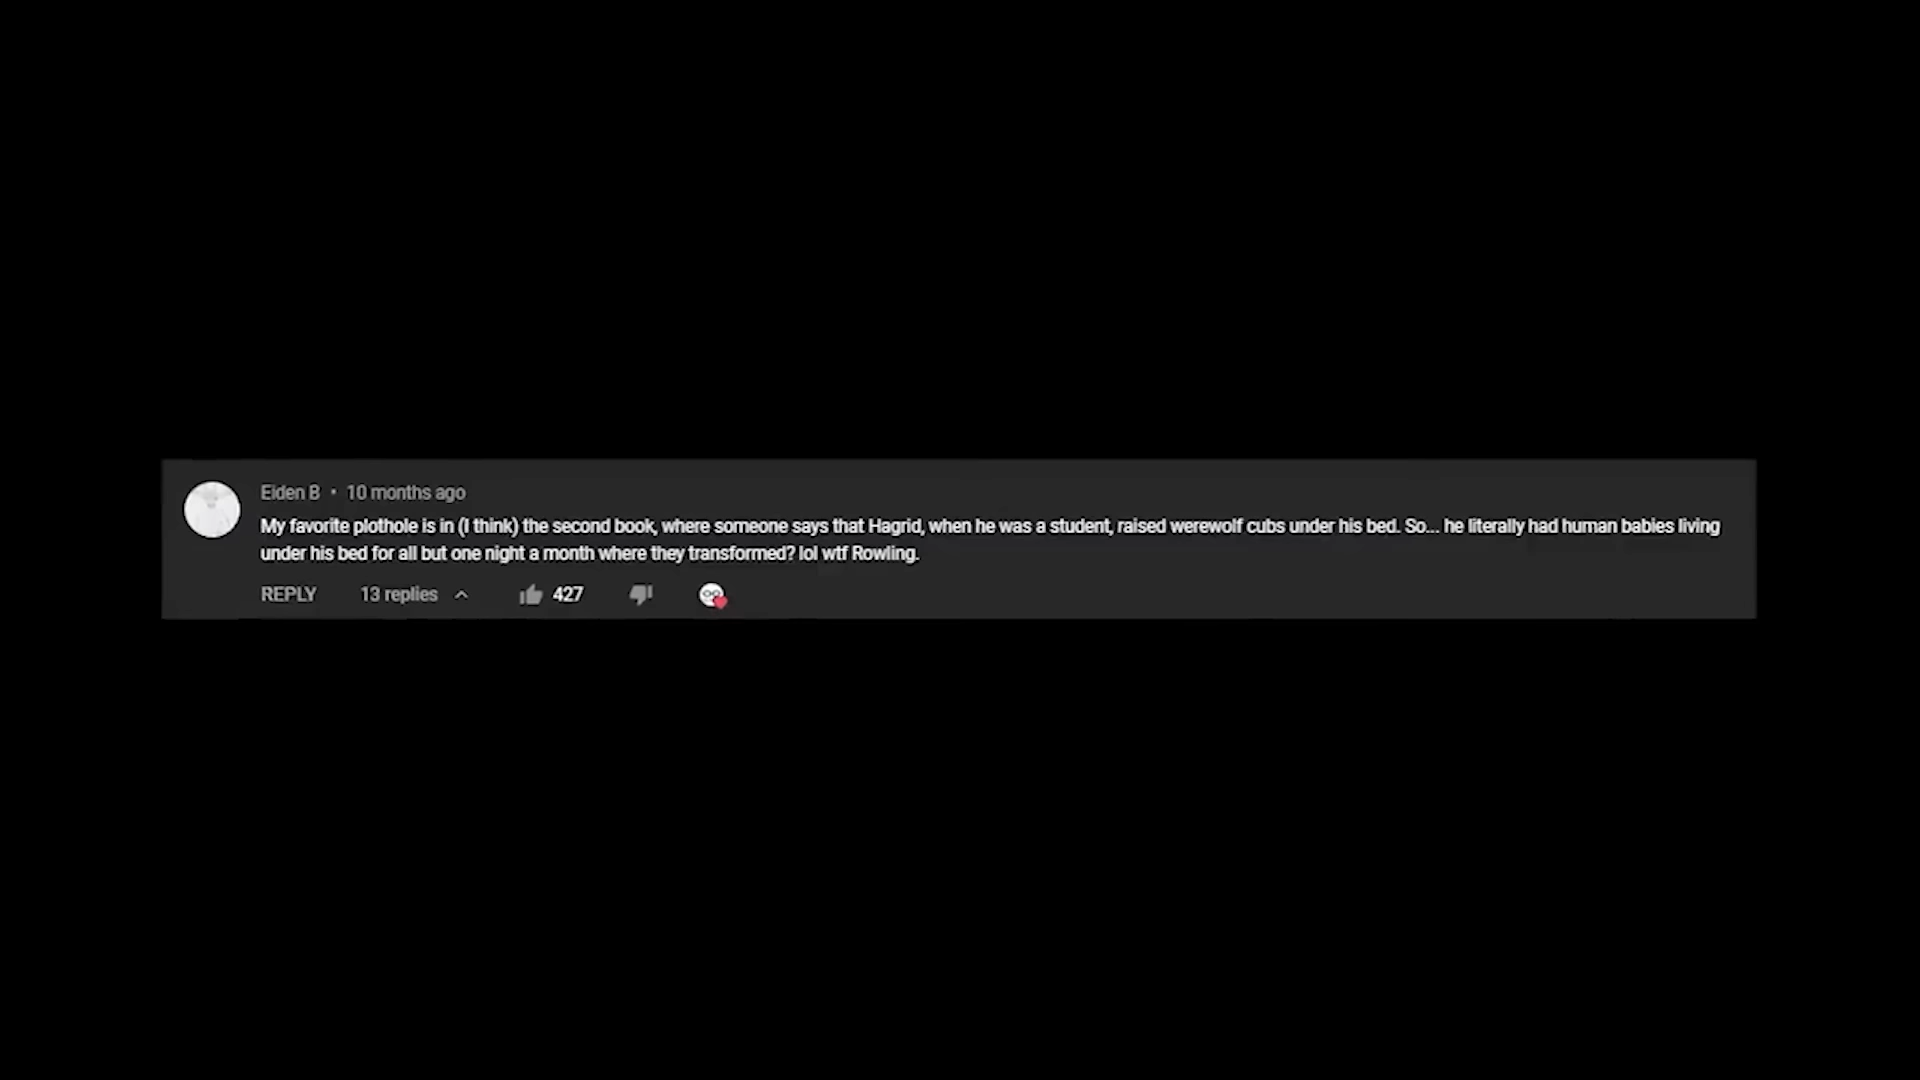 Eiden B • 10 months ago
My favorite plothole is in (I think) the second book, where someone says that Hagrid, when he was a student, raised werewolf cubs under his bed. So... he literally had human babies living
under his bed for all but one night a month where they transformed? lol wtf Rowling.
REPLY 13 replies 427